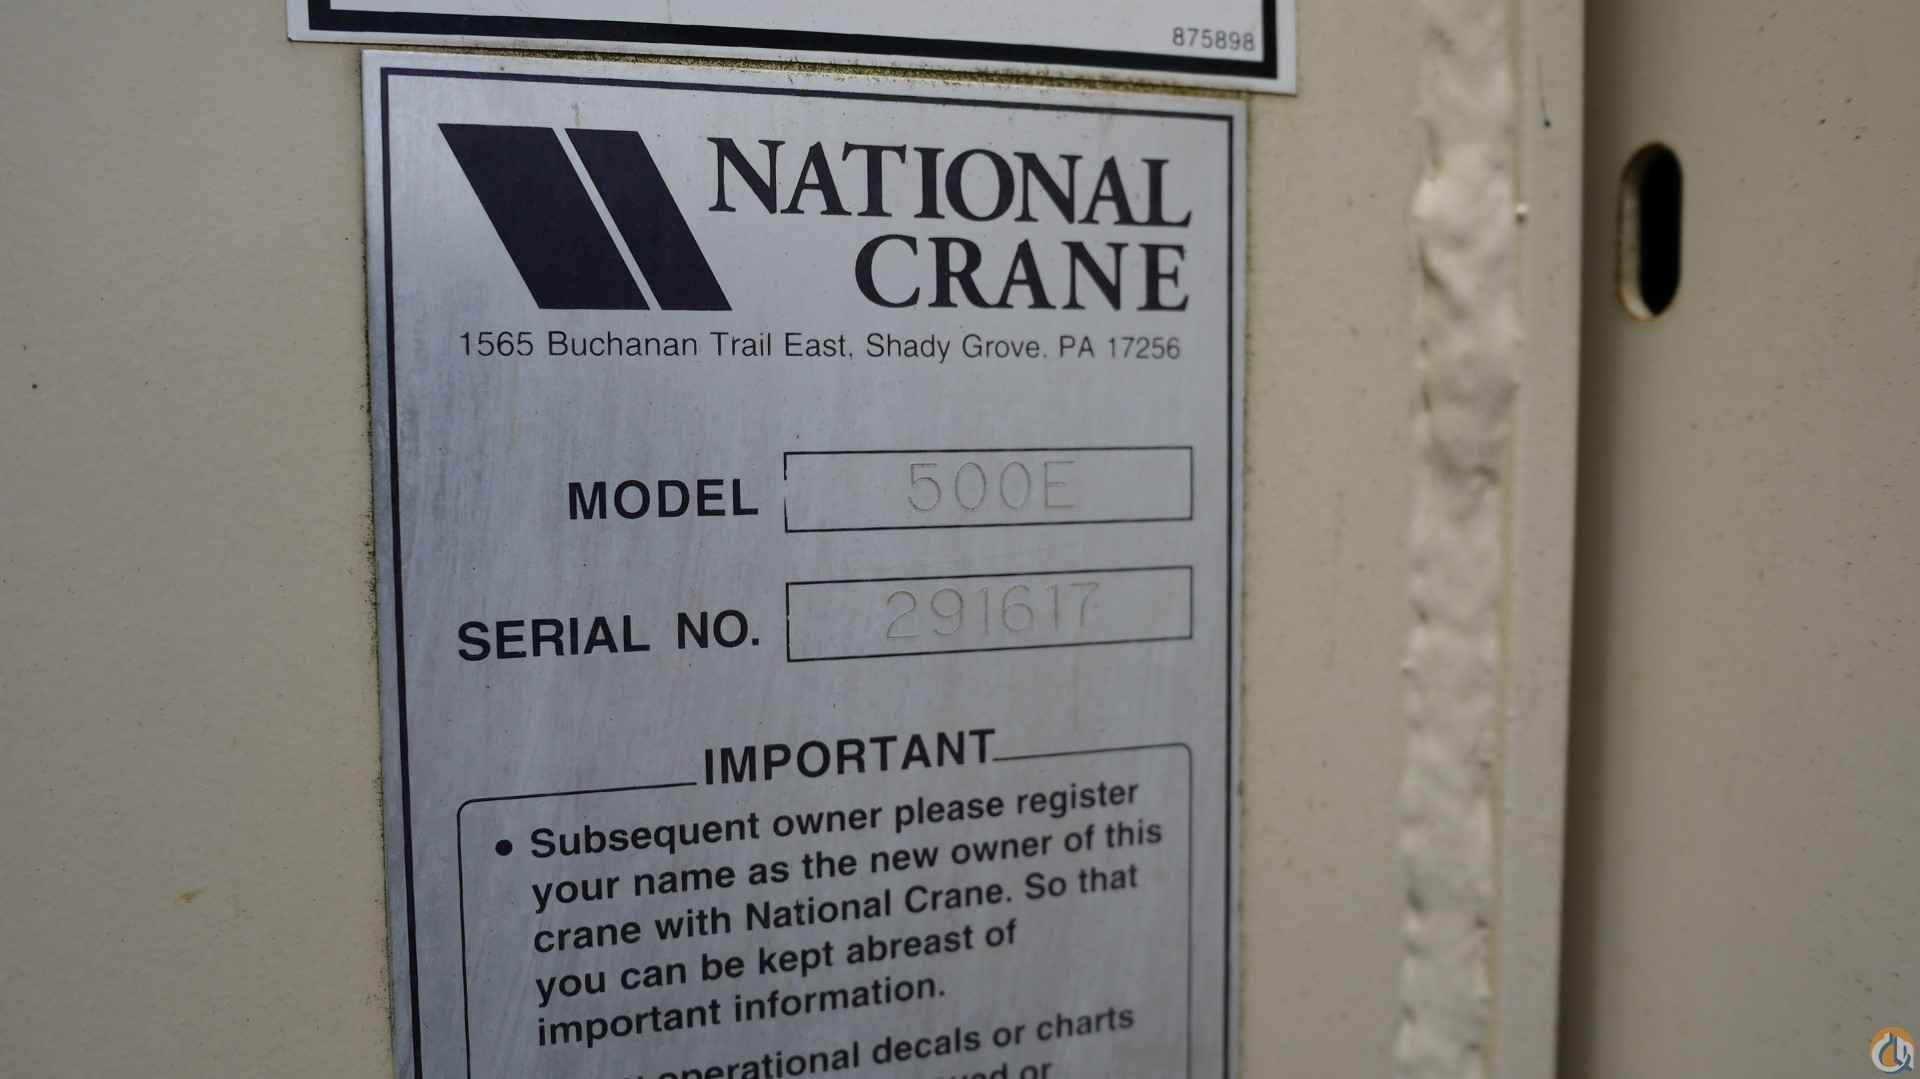 875898
NATIONAL
CRANE
1565 Buchanan Trail East, Shady Grove, PA 17256
MODEL 500E
SERIAL NO. 291617
IMPORTANT
• Subsequent owner please register
your name as the new owner of this
crane with National Crane. So that
you can be kept abreast of
important information.
operational decals or charts
or